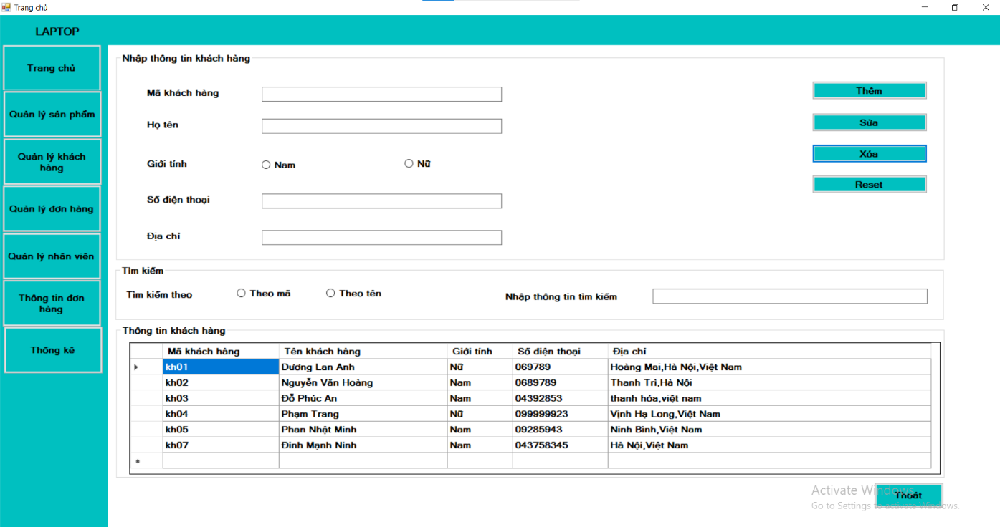 Trang chủ
LAPTOP
Trang chủ
Quản lý sản phẩm
Quản lý khách
hàng
Quản lý đơn hàng
Quản lý nhân viên
Thông tin đơn
hàng
Thống kê
Nhập thông tin khách hàng
Mã khách hàng
Họ tên
Giới tính
Nam
Nữ
Số điện thoại
Địa chỉ
Thêm
Sửa
Xóa
Reset
Tìm kiếm
Tìm kiếm theo
Theo mã
Theo tên
Nhập thông tin tìm kiếm
Thông tin khách hàng
Mã khách hàng Tên khách hàng Giới tính Số điện thoại Địa chỉ
kh01 Dương Lan Anh Nữ 069789 Hoàng Mai,Hà Nội,Việt Nam
kh02 Nguyễn Văn Hoàng Nam 0689789 Thanh Trì,Hà Nội
kh03 Đỗ Phúc An Nam 04392853 thanh hóa,việt nam
kh04 Phạm Trang Nữ 099999923 Vịnh Hạ Long,Việt Nam
kh05 Phan Nhật Minh Nam 09285943 Ninh Bình,Việt Nam
kh07 Đinh Mạnh Ninh Nam 043758345 Hà Nội,Việt Nam
Thoát
Activate Windows
Go to Settings to activate Windows.